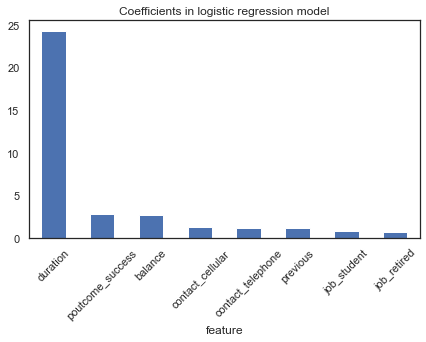 Coefficients in logistic regression model
25
20
15
10
5
0
duration
poutcome_success
balance
contact_cellular
contact_telephone
previous
job_student
job_retired
feature